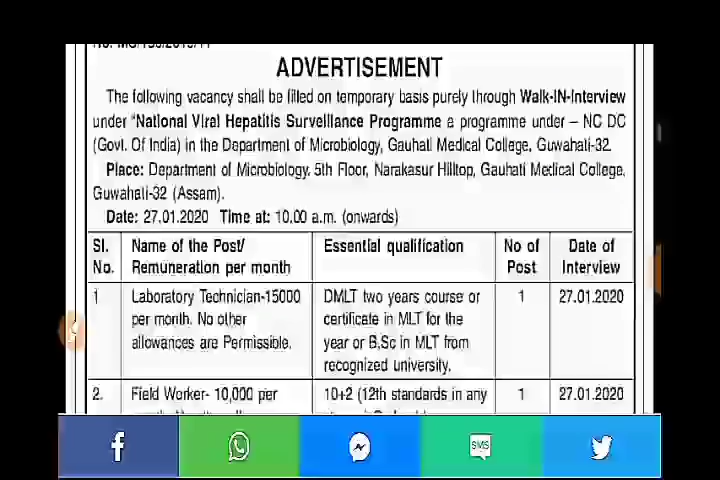 ADVERTISEMENT
The following vacancy shall be filled on temporary basis purely through Walk-IN-Interview
under "National Viral Hepatitis Surveillance Programme a programme under – NC DC
(Govt. Of India) in the Department of Microbiology, Gauhati Medical College, Guwahati-32.
Place: Department of Microbiology, 5th Floor, Narakasur Hilltop, Gauhati Medical College,
Guwahati-32 (Assam).
Date: 27.01.2020 Time at: 10.00 a.m. (onwards)
Sl. No. Name of the Post/ Remuneration per month Essential qualification No of Post Date of Interview
1 Laboratory Technician-15000 DMLT two years course or 1 27.01.2020
per month. No other certificate in MLT for the
allowances are Permissible. year or B.Sc in MLT from
recognized university.
2. Field Worker- 10,000 per 10+2 (12th standards in any 1 27.01.2020
SMS